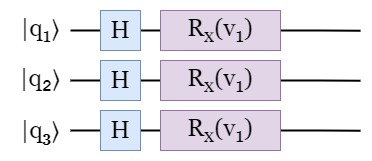 |q₁⟩ H Rₓ(v₁)
|q₂⟩ H Rₓ(v₁)
|q₃⟩ H Rₓ(v₁)